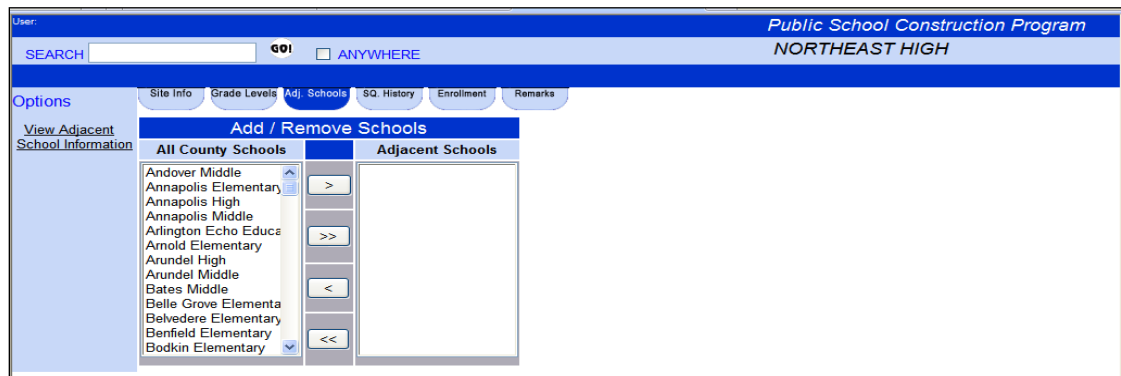 User:
Public School Construction Program
SEARCH GO! ANYWHERE
NORTHEAST HIGH
Options
Site Info Grade Levels Adj. Schools SQ. History Enrollment Remarks
View Adjacent
School Information
Add / Remove Schools
All County Schools Adjacent Schools
Andover Middle
Annapolis Elementary
Annapolis High
Annapolis Middle
Arlington Echo Educa
Arnold Elementary
Arundel High
Arundel Middle
Bates Middle
Belle Grove Elementa
Belvedere Elementary
Benfield Elementary
Bodkin Elementary
>
>>
<
<<